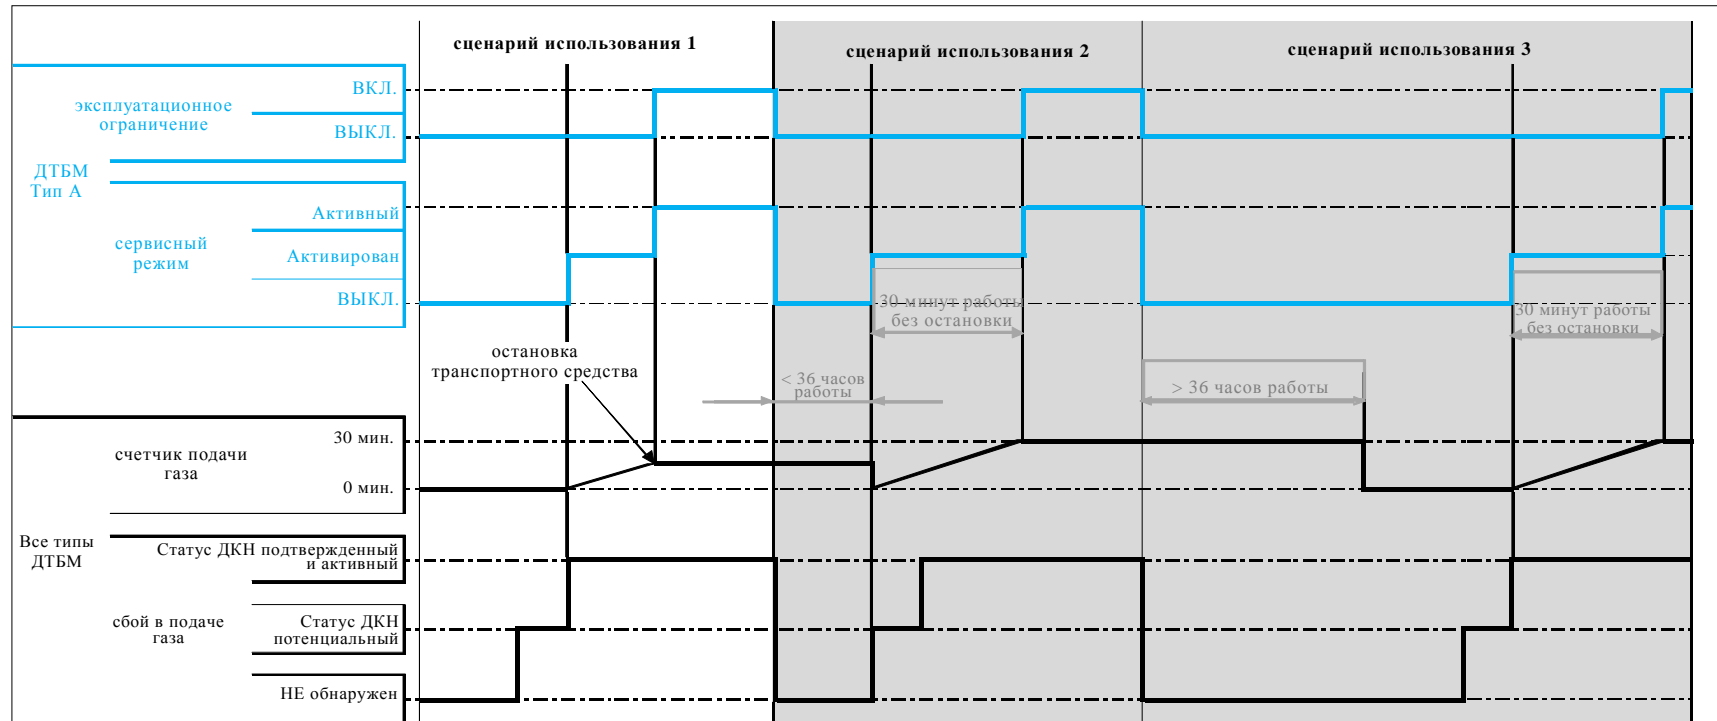 сценарий использования 1
сценарий использования 2
сценарий использования 3
ВКЛ.
эксплуатационное
ограничение
ВЫКЛ.
ДТБМ
Тип А
Активный
сервисный
режим
Активирован
ВЫКЛ.
30 минут работы
без остановки
30 минут работы
без остановки
остановка
транспортного средства
< 36 часов
работы
> 36 часов работы
30 мин.
счетчик подачи
газа
0 мин.
Все типы
ДТБМ
Статус ДКН подтвержденный
и активный
сбой в подаче
газа
Статус ДКН
потенциальный
НЕ обнаружен